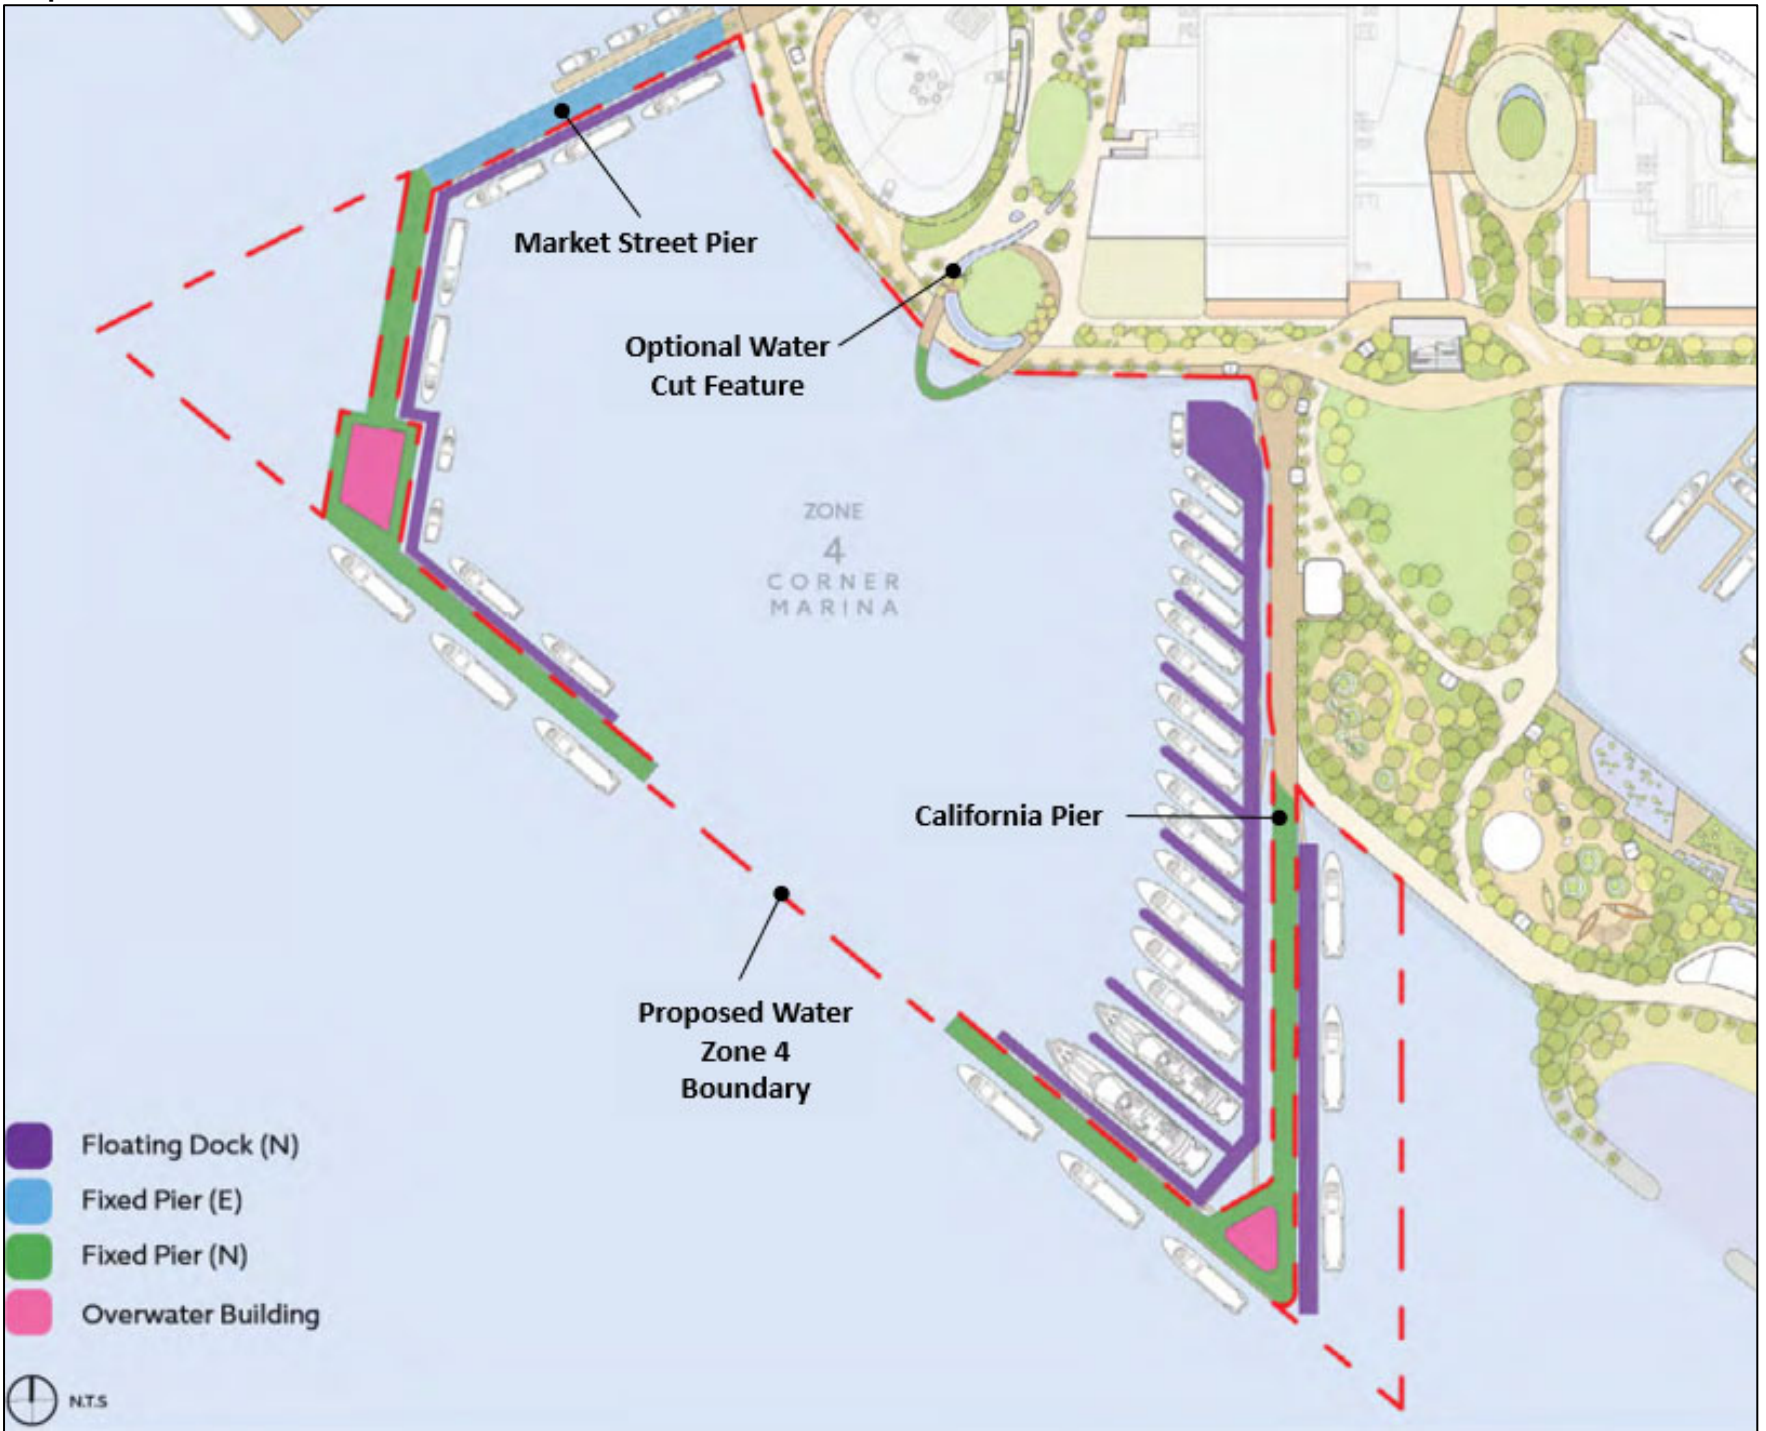 Market Street Pier
Optional Water
Cut Feature
ZONE
4
CORNER
MARINA
California Pier
Proposed Water
Zone 4
Boundary
Floating Dock (N)
Fixed Pier (E)
Fixed Pier (N)
Overwater Building
N.T.S